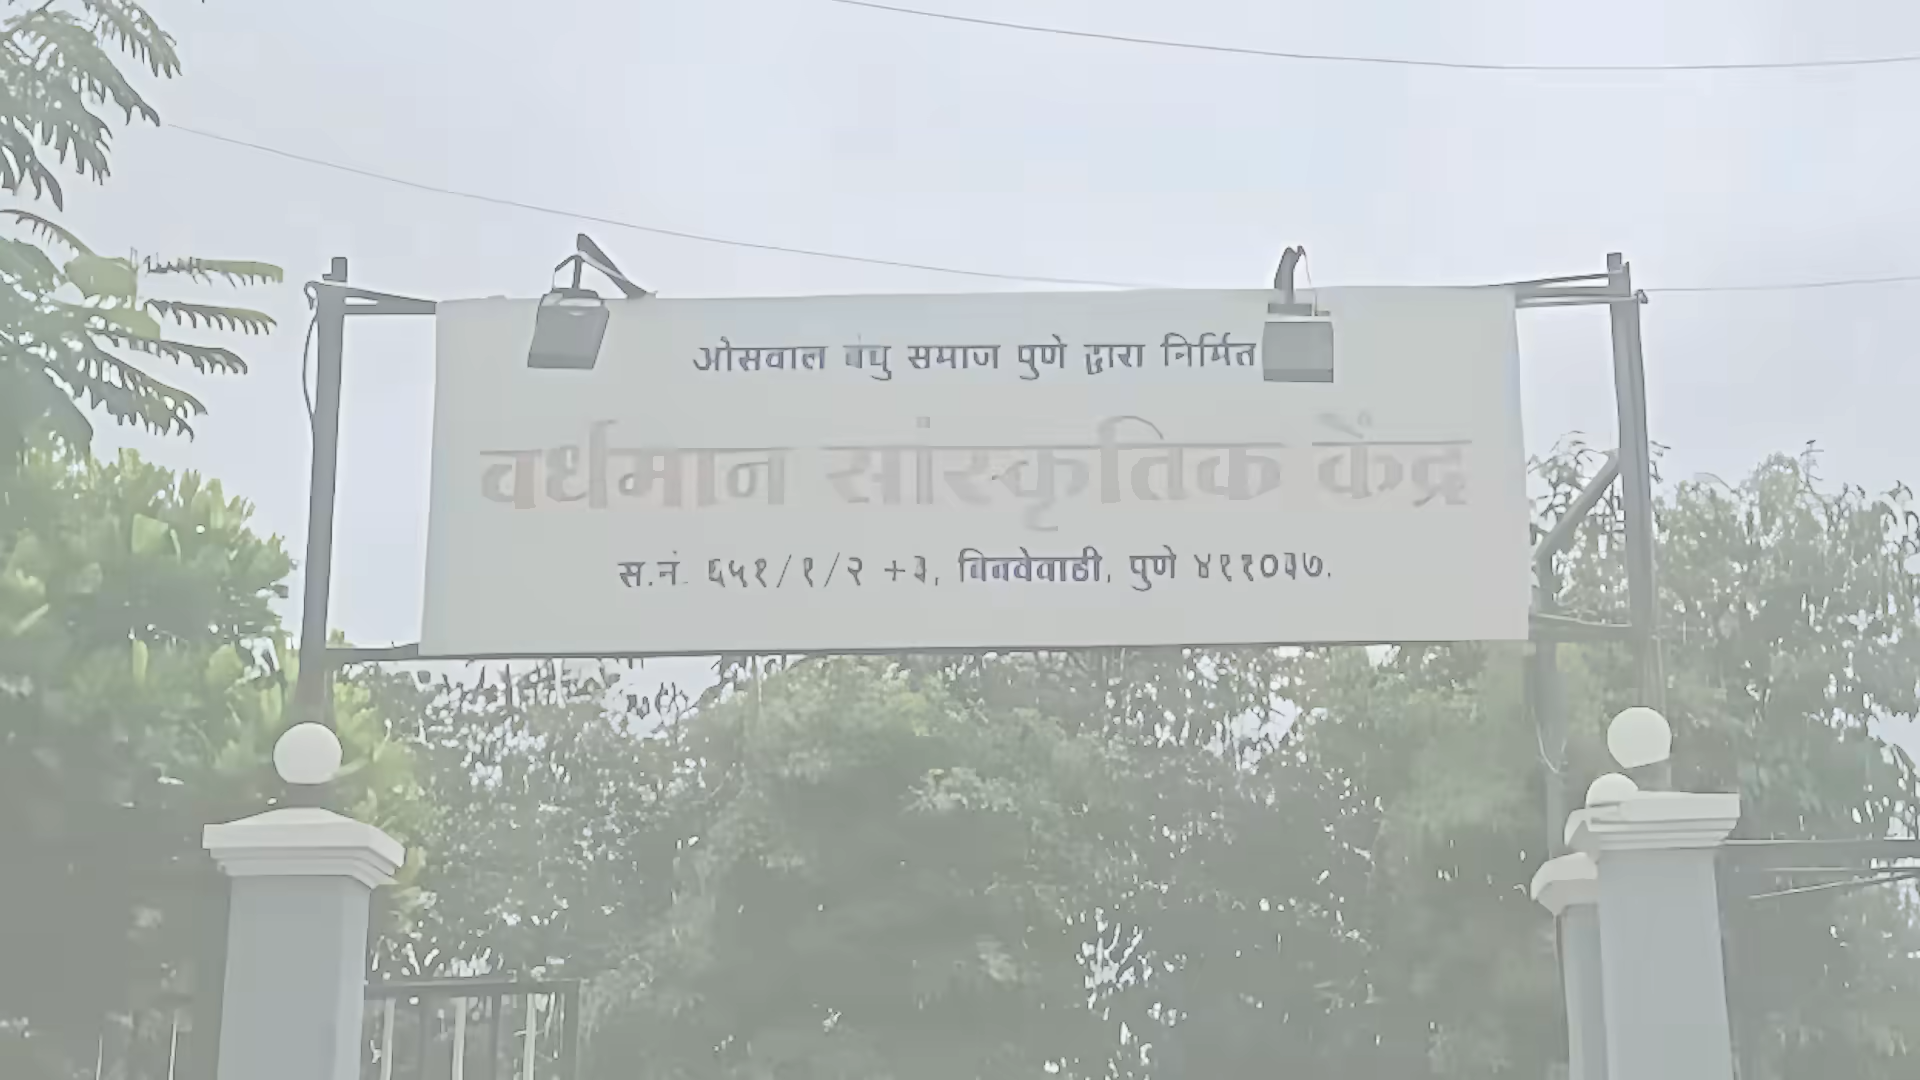 ओसवाल बंधु समाज पुणे द्वारा निर्मित
वर्धमान सांस्कृतिक केंद्र
स.नं. ६५१/१/२ +३, बिबवेवाडी, पुणे ४११०३७.